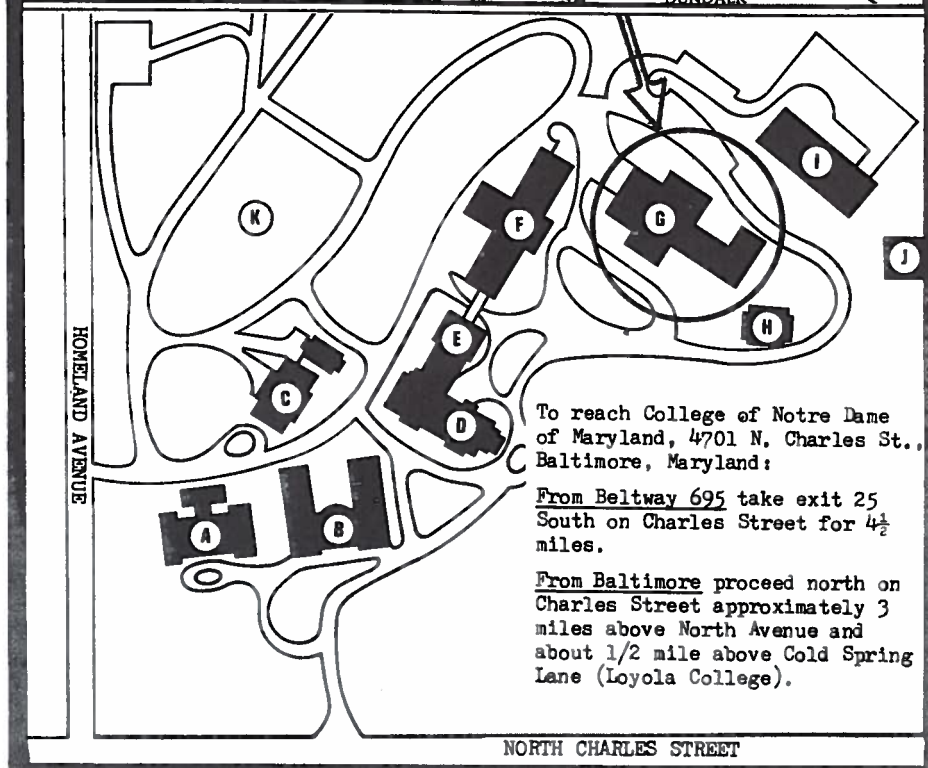 DUNDALK
K
F
G
I
J
H
E
C
D
A
B
HOMELAND AVENUE
To reach College of Notre Dame
of Maryland, 4701 N. Charles St.,
Baltimore, Maryland:
From Beltway 695 take exit 25
South on Charles Street for 4½
miles.
From Baltimore proceed north on
Charles Street approximately 3
miles above North Avenue and
about 1/2 mile above Cold Spring
Lane (Loyola College).
NORTH CHARLES STREET